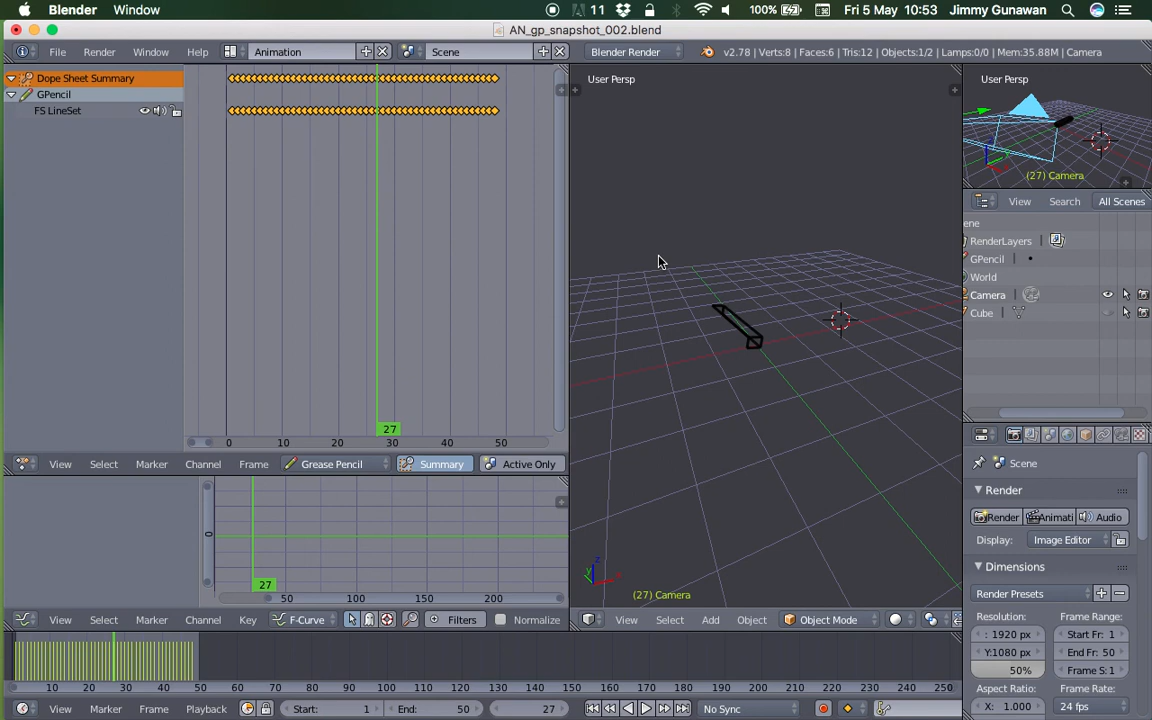 Blender Window 11 100% Fri 5 May 10:53 Jimmy Gunawan
AN_gp_snapshot_002.blend
File Render Window Help Animation Scene Blender Render v2.78 | Verts:8 | Faces:6 | Tris:12 | Objects:1/2 | Lamps:0/0 | Mem:35.88M | Camera
Dope Sheet Summary
GPencil
FS LineSet
0 10 20 30 40 50
27
View Select Marker Channel Frame Grease Pencil Summary Active Only
0
27
50 100 150 200
View Select Marker Channel Key F-Curve Filters Normalize
User Persp
(27) Camera
View Select Add Object Object Mode
User Persp
(27) Camera
View Search All Scenes
ene
RenderLayers
GPencil
World
Camera
Cube
Scene
Render
Render Animati Audio
Display: Image Editor
Dimensions
Render Presets
Resolution: Frame Range:
: 1920 px Start Fr: 1
Y:1080 px End Fr: 50
50% Frame S:1
Aspect Ratio: Frame Rate:
X: 1.000 24 fps
0 10 20 30 40 50 60 70 80 90 100 110 120 130 140 150 160 170 180 190 200 210 220 230 240 250
View Marker Frame Playback Start: 1 End: 50 27 No Sync